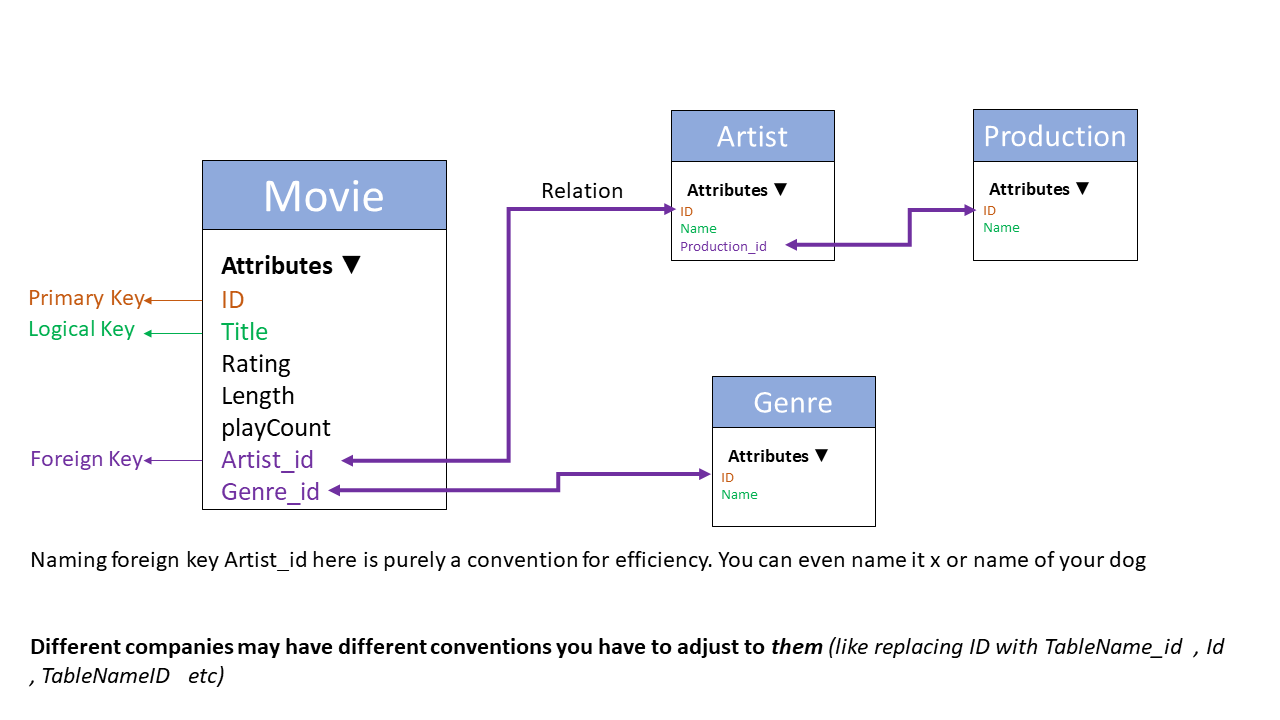 Movie
Attributes ▼
ID
Title
Rating
Length
playCount
Artist_id
Genre_id
Primary Key
Logical Key
Foreign Key
Relation
Artist
Attributes ▼
ID
Name
Production_id
Production
Attributes ▼
ID
Name
Genre
Attributes ▼
ID
Name
Naming foreign key Artist_id here is purely a convention for efficiency. You can even name it x or name of your dog
Different companies may have different conventions you have to adjust to them (like replacing ID with TableName_id , Id
, TableNameID etc)